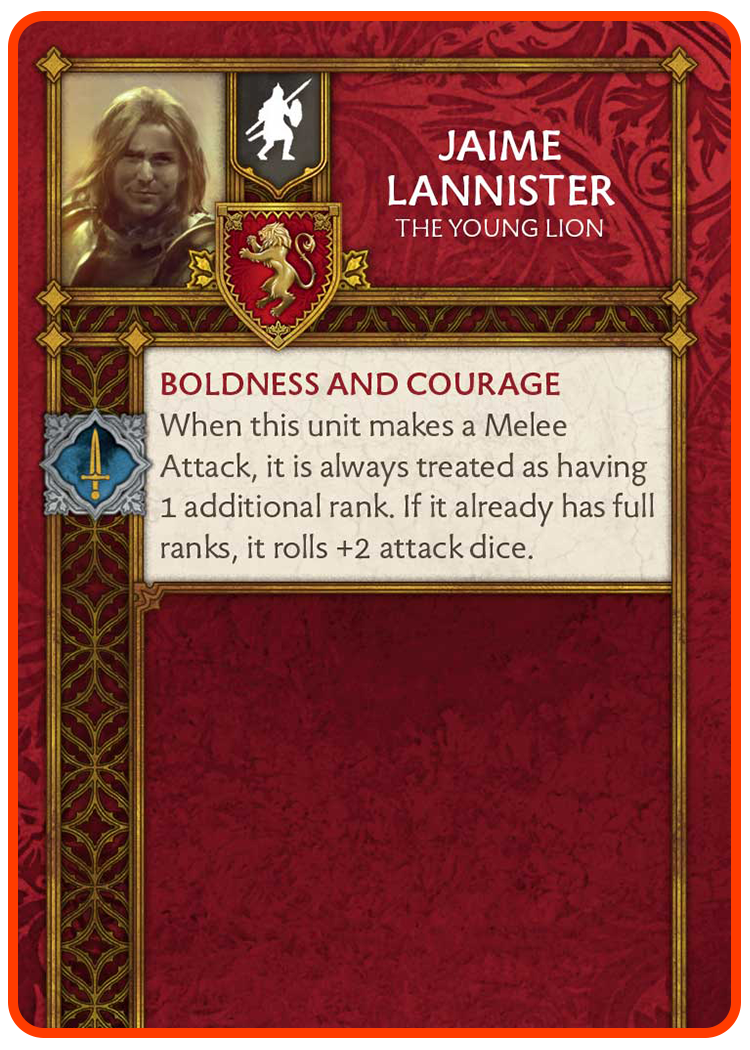 JAIME
LANNISTER
THE YOUNG LION
BOLDNESS AND COURAGE
When this unit makes a Melee
Attack, it is always treated as having
1 additional rank. If it already has full
ranks, it rolls +2 attack dice.